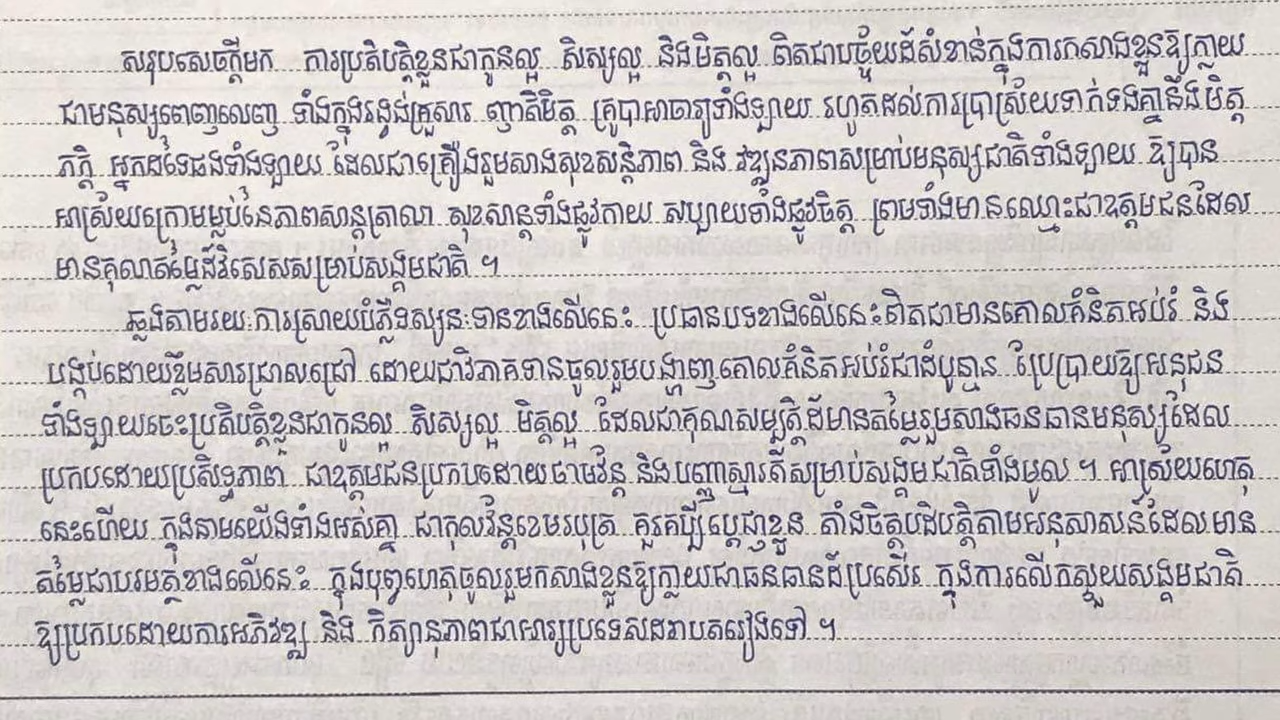 សរុបសេចក្ដីមក ការប្រតិបត្តិខ្លួនជាកូនល្អ សិស្សល្អ និងមិត្តល្អ ពិតជាបច្ច័យដ៏សំខាន់ក្នុងការកសាងខ្លួនឱ្យក្លាយ
ជាមនុស្សពេញលេញ ទាំងក្នុងរង្វង់គ្រួសារ ញាតិមិត្ត គ្រូបាអាចារ្យទាំងឡាយ រហូតដល់ការប្រាស្រ័យទាក់ទងគ្នានឹងមិត្ត
ភក្ដិ អ្នកដទៃផងទាំងឡាយ ដែលជាគ្រឿងរួមសាងសុខសន្តិភាព និង វឌ្ឍនភាពសម្រាប់មនុស្សជាតិទាំងឡាយ ឱ្យបាន
អាស្រ័យក្រោមម្លប់នៃភាពសាន្តត្រាណ សុខសាន្តទាំងផ្លូវកាយ សប្បាយទាំងផ្លូវចិត្ត ព្រមទាំងមានឈ្មោះជាឧត្តមជនដែល
មានគុណតម្លៃដ៏វិសេសសម្រាប់សង្គមជាតិ ។
ឆ្លងតាមរយៈការស្រាយបំភ្លឺទស្សនៈទានខាងលើនេះ ប្រធានបទខាងលើនេះពិតជាមានគោលគំនិតអប់រំ និង
បង្កប់ដោយខ្លឹមសារជ្រាលជ្រៅ ដោយជាវិភាគទានចូលរួមបង្ហាញគោលគំនិតអប់រំជាដំបូន្មាន ប្រែប្រាយឱ្យអនុជន
ទាំងឡាយចេះប្រតិបត្តិខ្លួនជាកូនល្អ សិស្សល្អ មិត្តល្អ ដែលជាគុណសម្បត្តិដ៏មានតម្លៃរួមសាងធនធានមនុស្សដែល
ប្រកបដោយប្រសិទ្ធភាព ជាឧត្តមជនប្រកបដោយជាមវ័ន្ត និងបញ្ញាស្មារតីសម្រាប់សង្គមជាតិទាំងមូល ។ អាស្រ័យហេតុ
នេះហើយ ក្នុងនាមយើងទាំងអស់គ្នា ជាកុលវ័ន្តខេមរបុត្រ គួរគប្បីប្ដេជ្ញាខ្លួន តាំងចិត្តបដិបត្តិតាមអនុសាសន៍ដែលមាន
តម្លៃជាបរមត្ថខាងលើនេះ ក្នុងបុព្វហេតុចូលរួមកសាងខ្លួនឱ្យក្លាយជាធនធានដ៏ប្រសើរ ក្នុងការលើកស្ទួយសង្គមជាតិ
ឱ្យប្រកបដោយការអភិវឌ្ឍ និង កិត្យានុភាពជាអារ្យប្រទេសដរាបតរៀងទៅ ។